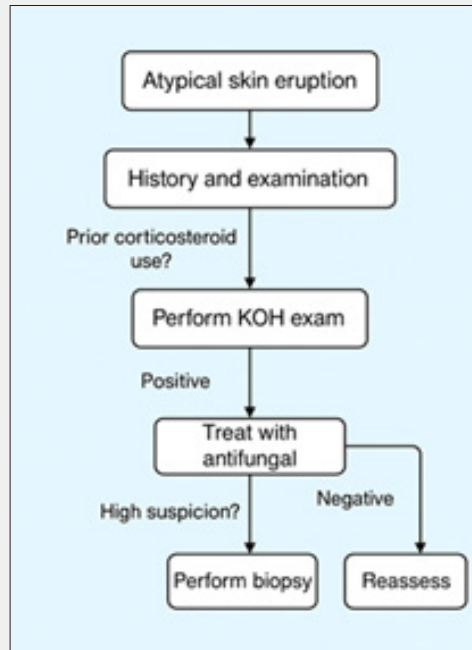 Atypical skin eruption
History and examination
Prior corticosteroid
use?
Perform KOH exam
Positive
Treat with
antifungal
High suspicion?
Negative
Perform biopsy
Reassess